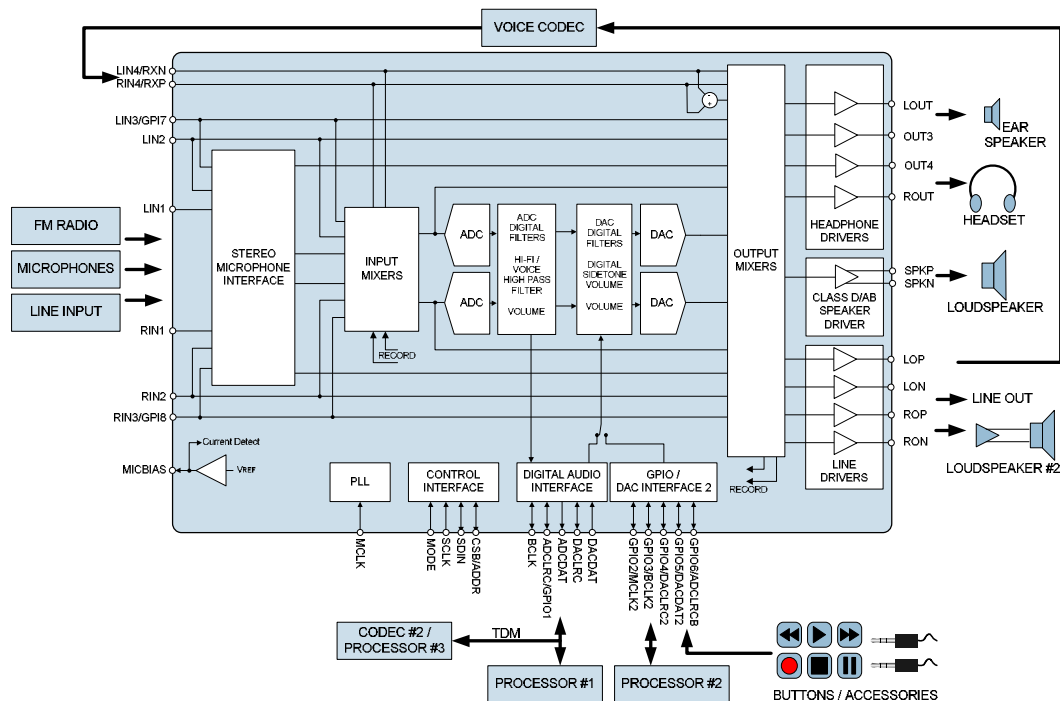 VOICE CODEC
LIN4/RXN
RIN4/RXP
LIN3/GPI7
LIN2
LIN1
RIN1
RIN2
RIN3/GPI8
MICBIAS
FM RADIO
MICROPHONES
LINE INPUT
STEREO
MICROPHONE
INTERFACE
INPUT
MIXERS
RECORD
ADC
ADC
ADC
DIGITAL
FILTERS
HI-FI /
VOICE
HIGH PASS
FILTER
VOLUME
DAC
DIGITAL
FILTERS
DIGITAL
SIDETONE
VOLUME
VOLUME
DAC
DAC
-
+
OUTPUT
MIXERS
RECORD
HEADPHONE
DRIVERS
CLASS D/AB
SPEAKER
DRIVER
LINE
DRIVERS
LOUT
OUT3
OUT4
ROUT
SPKP
SPKN
LOP
LON
ROP
RON
EAR
SPEAKER
HEADSET
LOUDSPEAKER
LINE OUT
LOUDSPEAKER #2
Current Detect
VREF
PLL
CONTROL
INTERFACE
DIGITAL AUDIO
INTERFACE
GPIO /
DAC INTERFACE 2
MCLK
MODE
SCLK
SDIN
CSB/ADDR
BCLK
ADCLRC/GPIO1
ADCDAT
DACLRC
DACDAT
GPIO2/MCLK2
GPIO3/BCLK2
GPIO4/DACLRC2
GPIO5/DACDAT2
GPIO6/ADCLRCB
CODEC #2 /
PROCESSOR #3
TDM
PROCESSOR #1
PROCESSOR #2
BUTTONS / ACCESSORIES